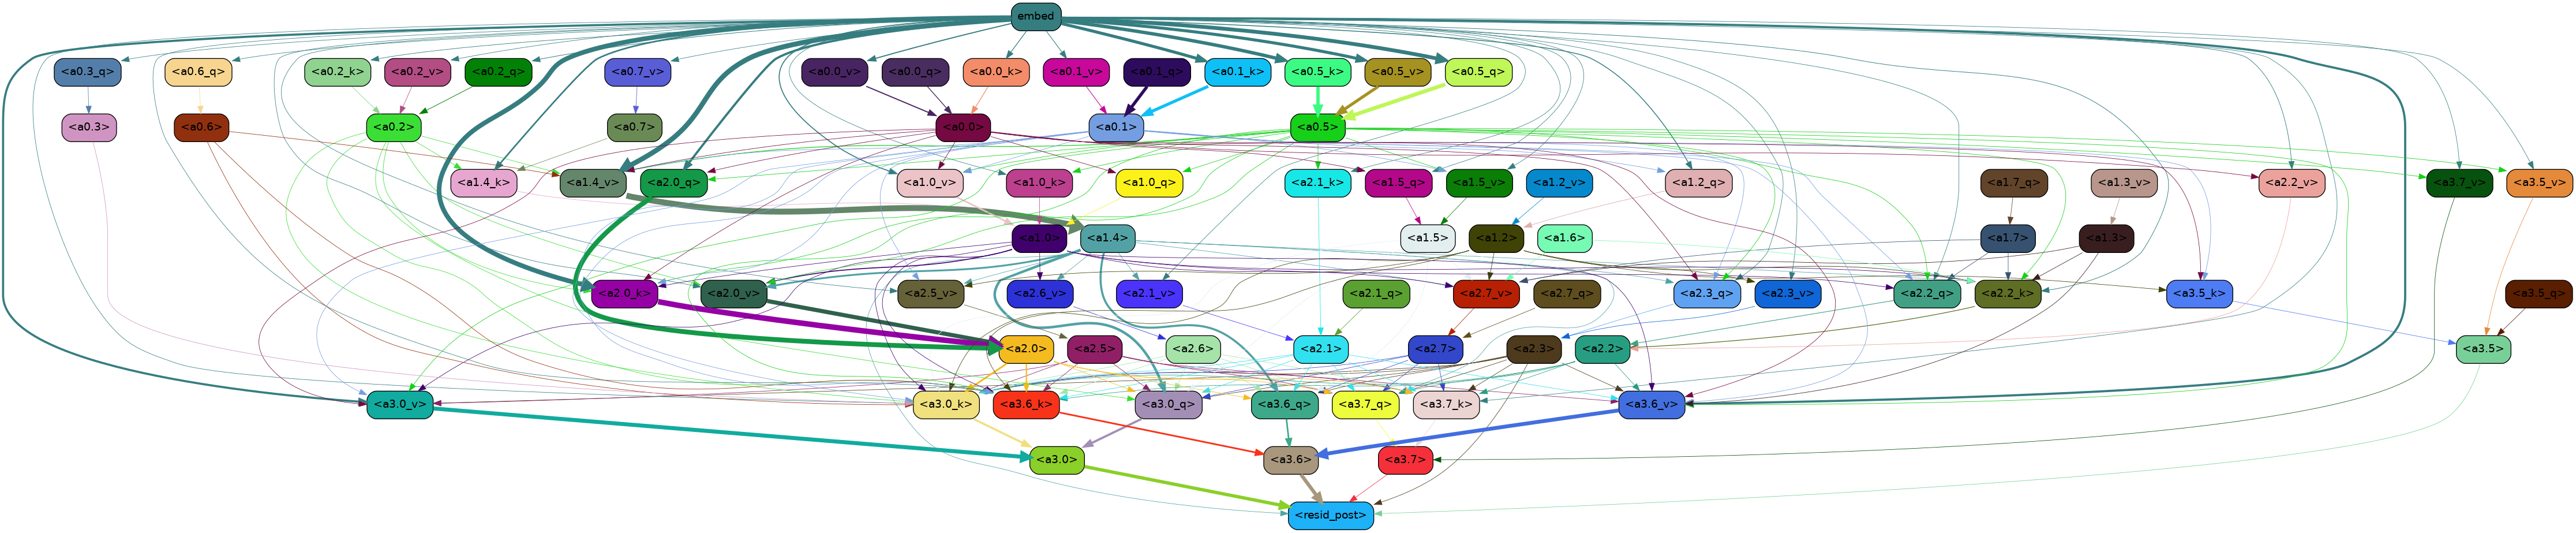 embed
<a0.3_q> <a0.6_q> <a0.2_k> <a0.2_v> <a0.2_q> <a0.7_v> <a0.0_v> <a0.0_q> <a0.0_k> <a0.1_v> <a0.1_q> <a0.1_k> <a0.5_k> <a0.5_v> <a0.5_q>
<a0.3> <a0.6> <a0.2> <a0.7> <a0.0> <a0.1> <a0.5>
<a1.4_k> <a1.4_v> <a2.0_q> <a1.0_v> <a1.0_k> <a1.0_q> <a1.2_q> <a2.1_k> <a1.5_q> <a1.5_v> <a1.2_v> <a1.7_q> <a1.3_v> <a2.2_v> <a3.7_v> <a3.5_v>
<a1.0> <a1.4> <a1.5> <a1.2> <a1.6> <a1.7> <a1.3>
<a2.0_k> <a2.0_v> <a2.5_v> <a2.6_v> <a2.1_v> <a2.1_q> <a2.7_v> <a2.7_q> <a2.3_q> <a2.3_v> <a2.2_q> <a2.2_k> <a3.5_k> <a3.5_q>
<a2.0> <a2.5> <a2.6> <a2.1> <a2.7> <a2.3> <a2.2> <a3.5>
<a3.0_v> <a3.0_k> <a3.6_k> <a3.0_q> <a3.6_q> <a3.7_q> <a3.7_k> <a3.6_v>
<a3.0> <a3.6> <a3.7>
<resid_post>